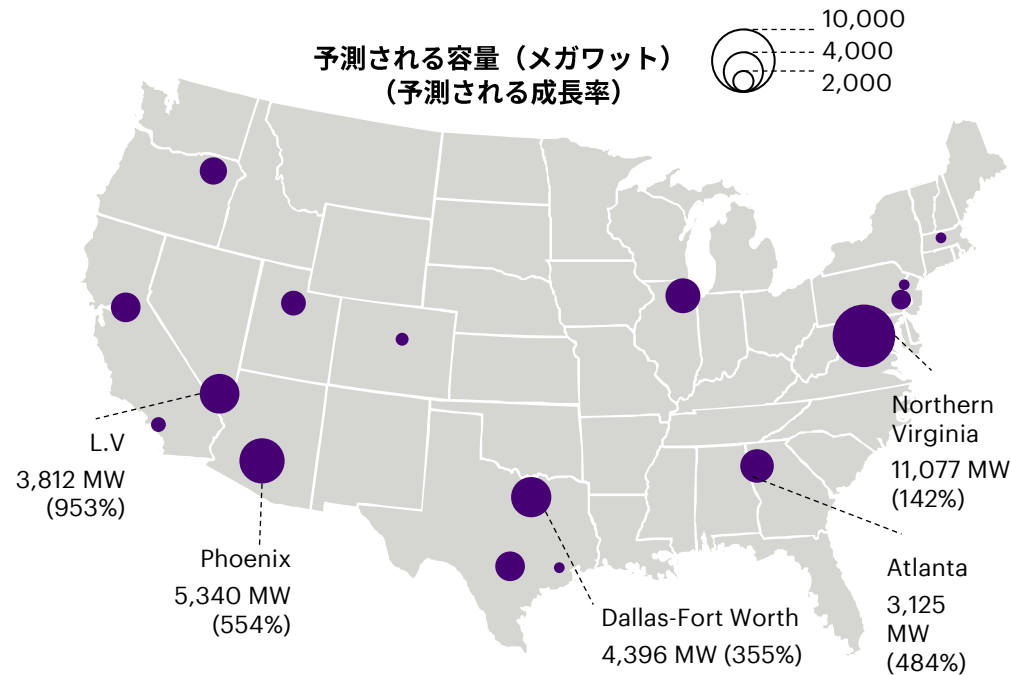 予測される容量（メガワット）
（予測される成長率）
10,000
4,000
2,000
L.V
3,812 MW
(953%)
Phoenix
5,340 MW
(554%)
Dallas-Fort Worth
4,396 MW (355%)
Northern
Virginia
11,077 MW
(142%)
Atlanta
3,125
MW
(484%)